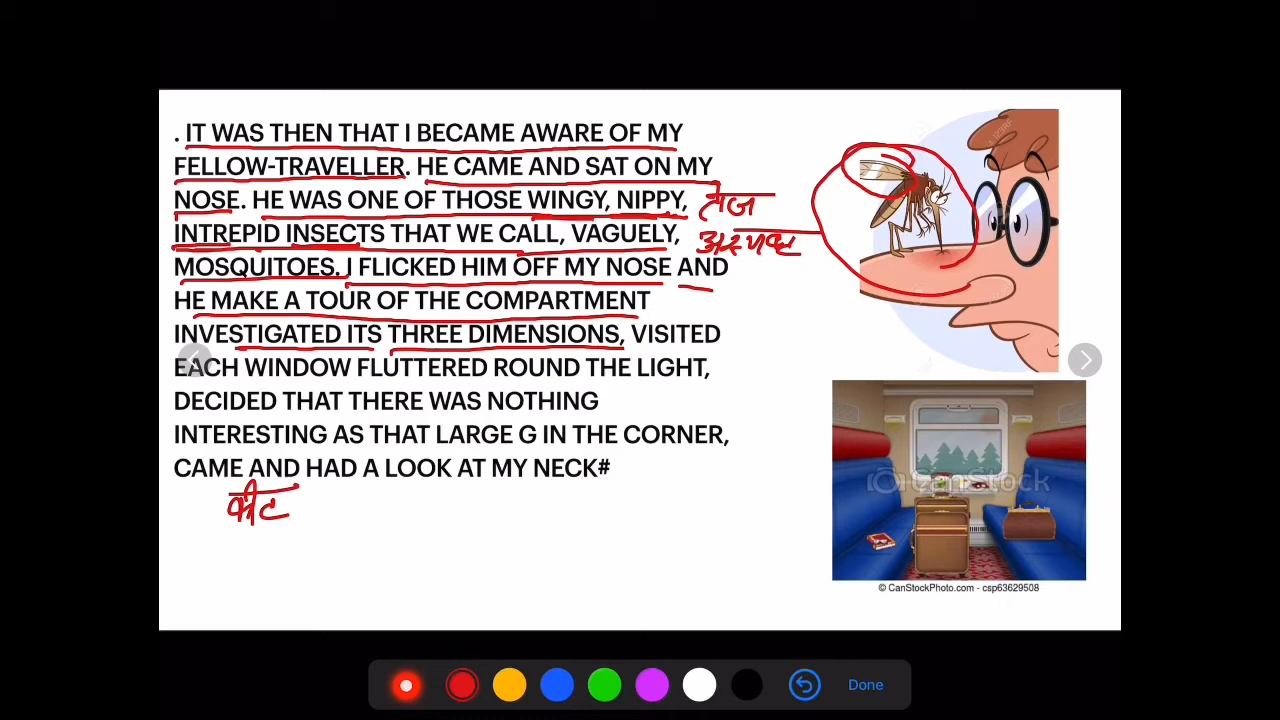 . IT WAS THEN THAT I BECAME AWARE OF MY
FELLOW-TRAVELLER. HE CAME AND SAT ON MY
NOSE. HE WAS ONE OF THOSE WINGY, NIPPY,
तेज
INTREPID INSECTS THAT WE CALL, VAGUELY,
अस्पष्ट
MOSQUITOES. I FLICKED HIM OFF MY NOSE AND
HE MAKE A TOUR OF THE COMPARTMENT
INVESTIGATED ITS THREE DIMENSIONS, VISITED
EACH WINDOW FLUTTERED ROUND THE LIGHT,
DECIDED THAT THERE WAS NOTHING
INTERESTING AS THAT LARGE G IN THE CORNER,
CAME AND HAD A LOOK AT MY NECK#
कीट
CanStock
© CanStockPhoto.com - csp63629508
Done